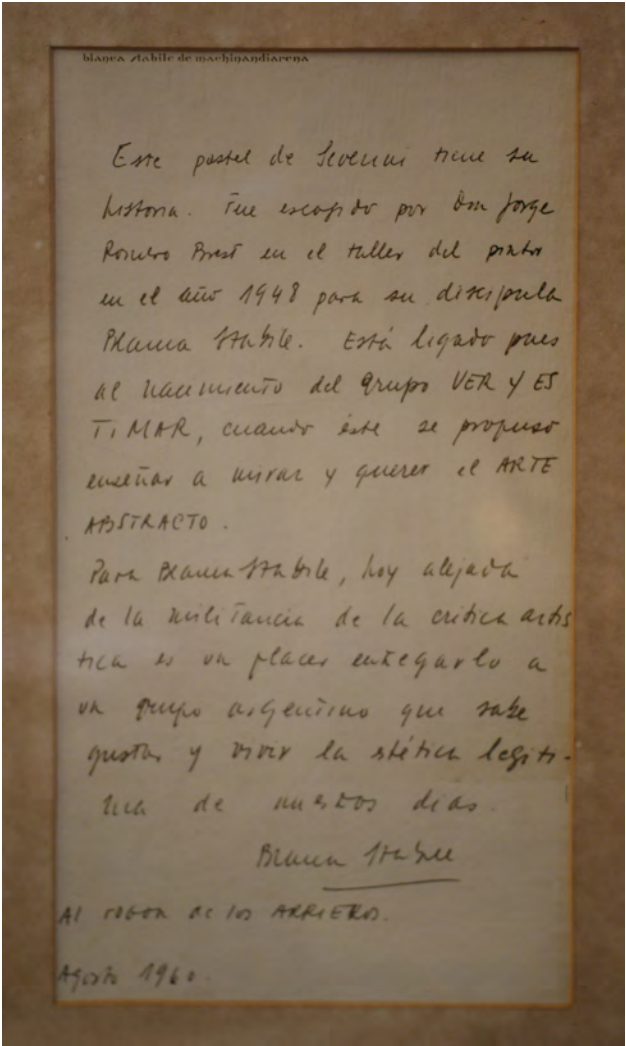 blanca stabile de machinandiarena
Este pastel de Severini tiene su
historia. Fue escogido por Don Jorge
Romero Brest en el taller del pintor
en el año 1948 para su discípula
Blanca Stabile. Está ligado pues
al nacimiento del grupo VER Y ES
TIMAR, cuando éste se propuso
enseñar a mirar y querer el ARTE
ABSTRACTO.
Para Blanca Stabile, hoy alejada
de la militancia de la crítica artís
tica es un placer entregarlo a
un grupo argentino que sabe
gustar y vivir la stética legíti-
ma de nuestros días.
Blanca Stabile
Al de los ARRIEROS.
Agosto 1960.